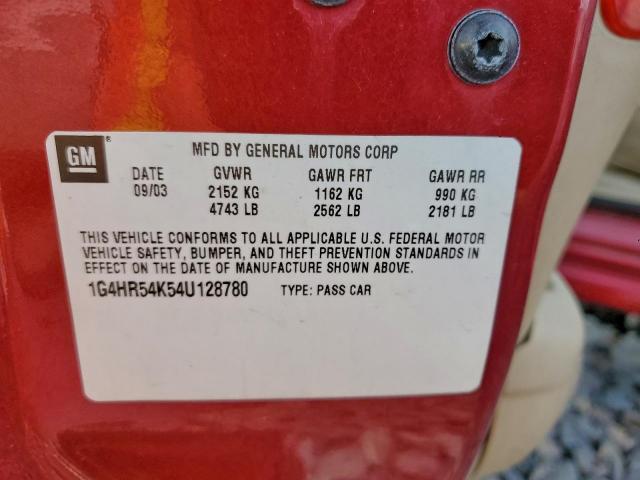 GM ®
MFD BY GENERAL MOTORS CORP
DATE GVWR GAWR FRT GAWR RR
09/03 2152 KG 1162 KG 990 KG
4743 LB 2562 LB 2181 LB
THIS VEHICLE CONFORMS TO ALL APPLICABLE U.S. FEDERAL MOTOR
VEHICLE SAFETY, BUMPER, AND THEFT PREVENTION STANDARDS IN
EFFECT ON THE DATE OF MANUFACTURE SHOWN ABOVE.
1G4HR54K54U128780 TYPE: PASS CAR